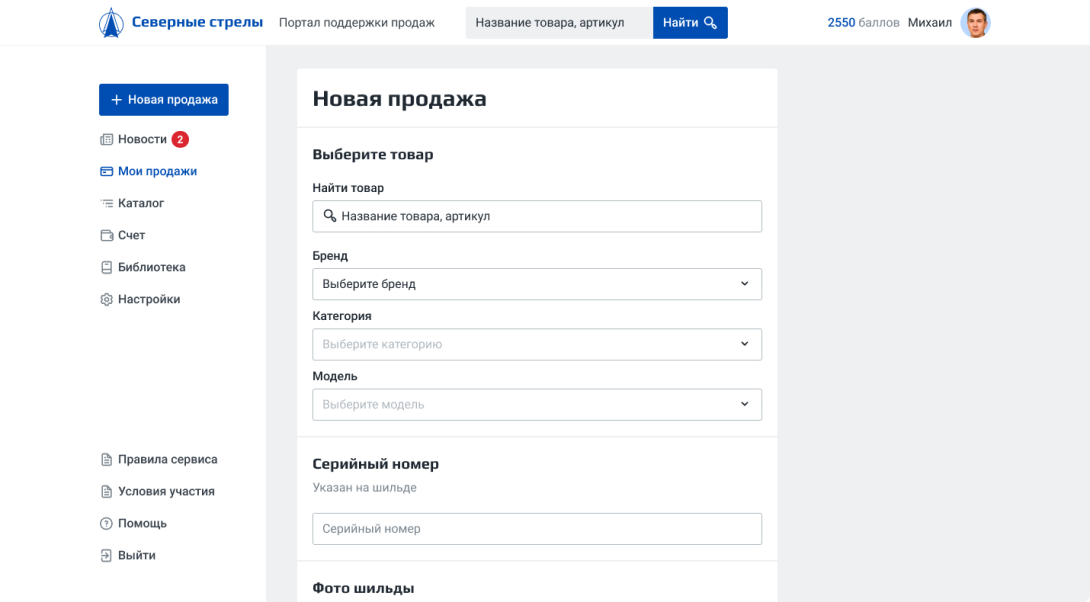 Северные стрелы
Портал поддержки продаж
Название товара, артикул
Найти
2550 баллов
Михаил
+ Новая продажа
Новости 2
Мои продажи
Каталог
Счет
Библиотека
Настройки
Правила сервиса
Условия участия
Помощь
Выйти
Новая продажа
Выберите товар
Найти товар
Название товара, артикул
Бренд
Выберите бренд
Категория
Выберите категорию
Модель
Выберите модель
Серийный номер
Указан на шильде
Серийный номер
Фото шильды